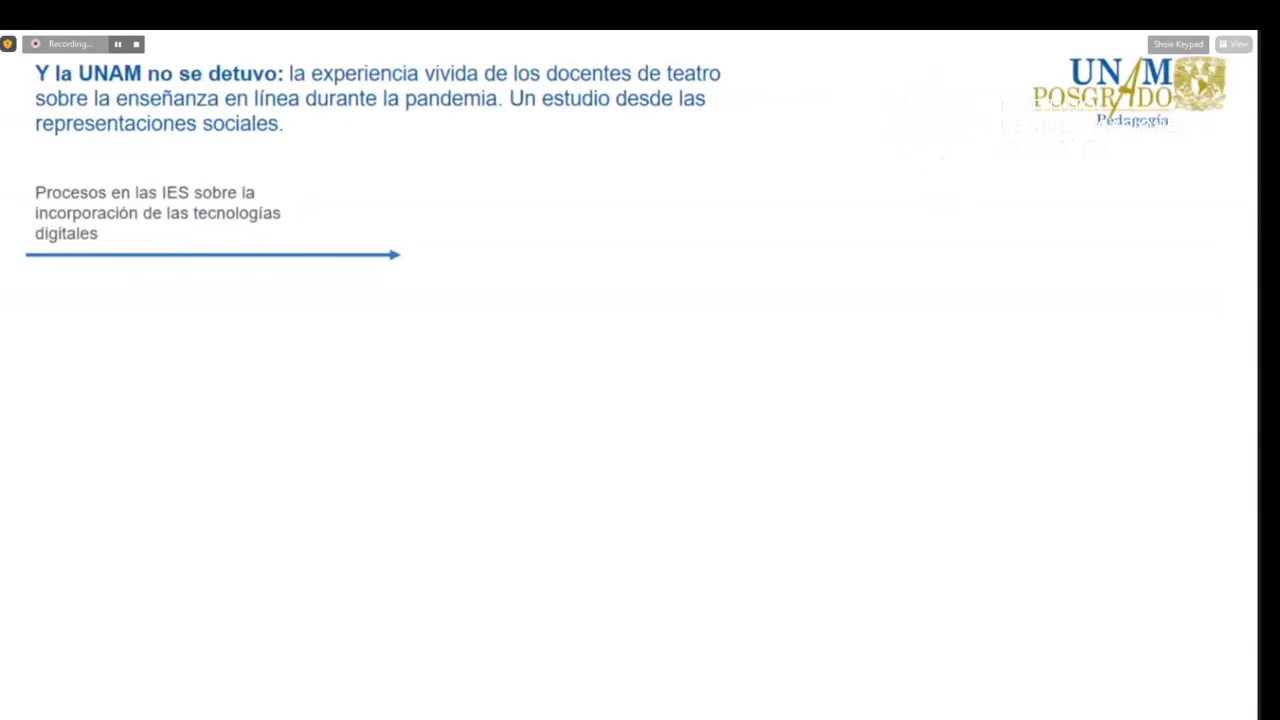 Recording...
Show Keypad
View
Y la UNAM no se detuvo: la experiencia vivida de los docentes de teatro
sobre la enseñanza en línea durante la pandemia. Un estudio desde las
representaciones sociales.
UNAM
POSGRADO
Pedagogía
Procesos en las IES sobre la
incorporación de las tecnologías
digitales